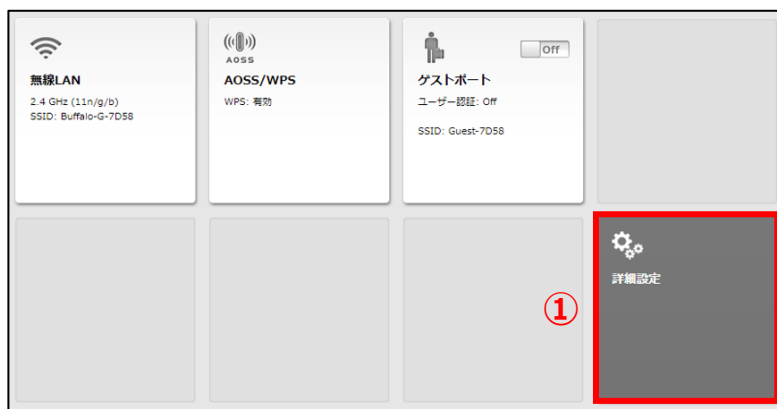 無線LAN
2.4 GHz (11n/g/b)
SSID: Buffalo-G-7D58
AOSS
AOSS/WPS
WPS: 有効
Off
ゲストポート
ユーザー認証: Off
SSID: Guest-7D58
①
詳細設定